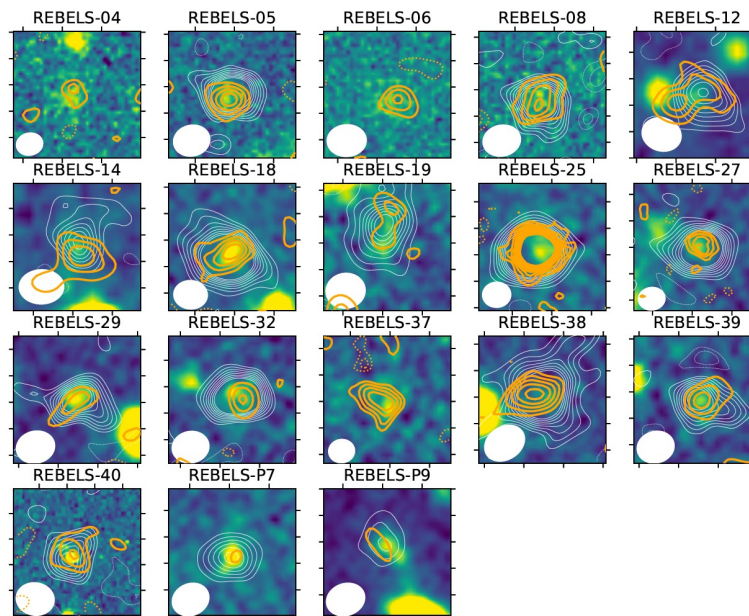 REBELS-04 REBELS-05 REBELS-06 REBELS-08 REBELS-12
REBELS-14 REBELS-18 REBELS-19 REBELS-25 REBELS-27
REBELS-29 REBELS-32 REBELS-37 REBELS-38 REBELS-39
REBELS-40 REBELS-P7 REBELS-P9